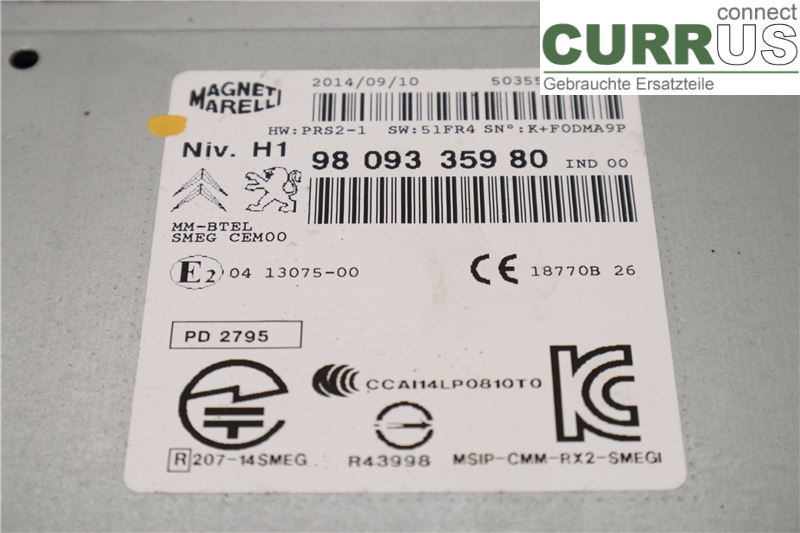 connect
CURRUS
Gebrauchte Ersatzteile
MAGNETI MARELLI
2014/09/10 50355
HW:PRS2-1 SW:51FR4 SN°:K+F0DMA9P
Niv. H1 98 093 359 80 IND 00
MM-BTEL
SMEG CEM00
E2 04 13075-00 CE 18770B 26
PD 2795
CCAI14LP0810T0
R 207-14SMEG R43998 MSIP-CMM-RX2-SMEGI